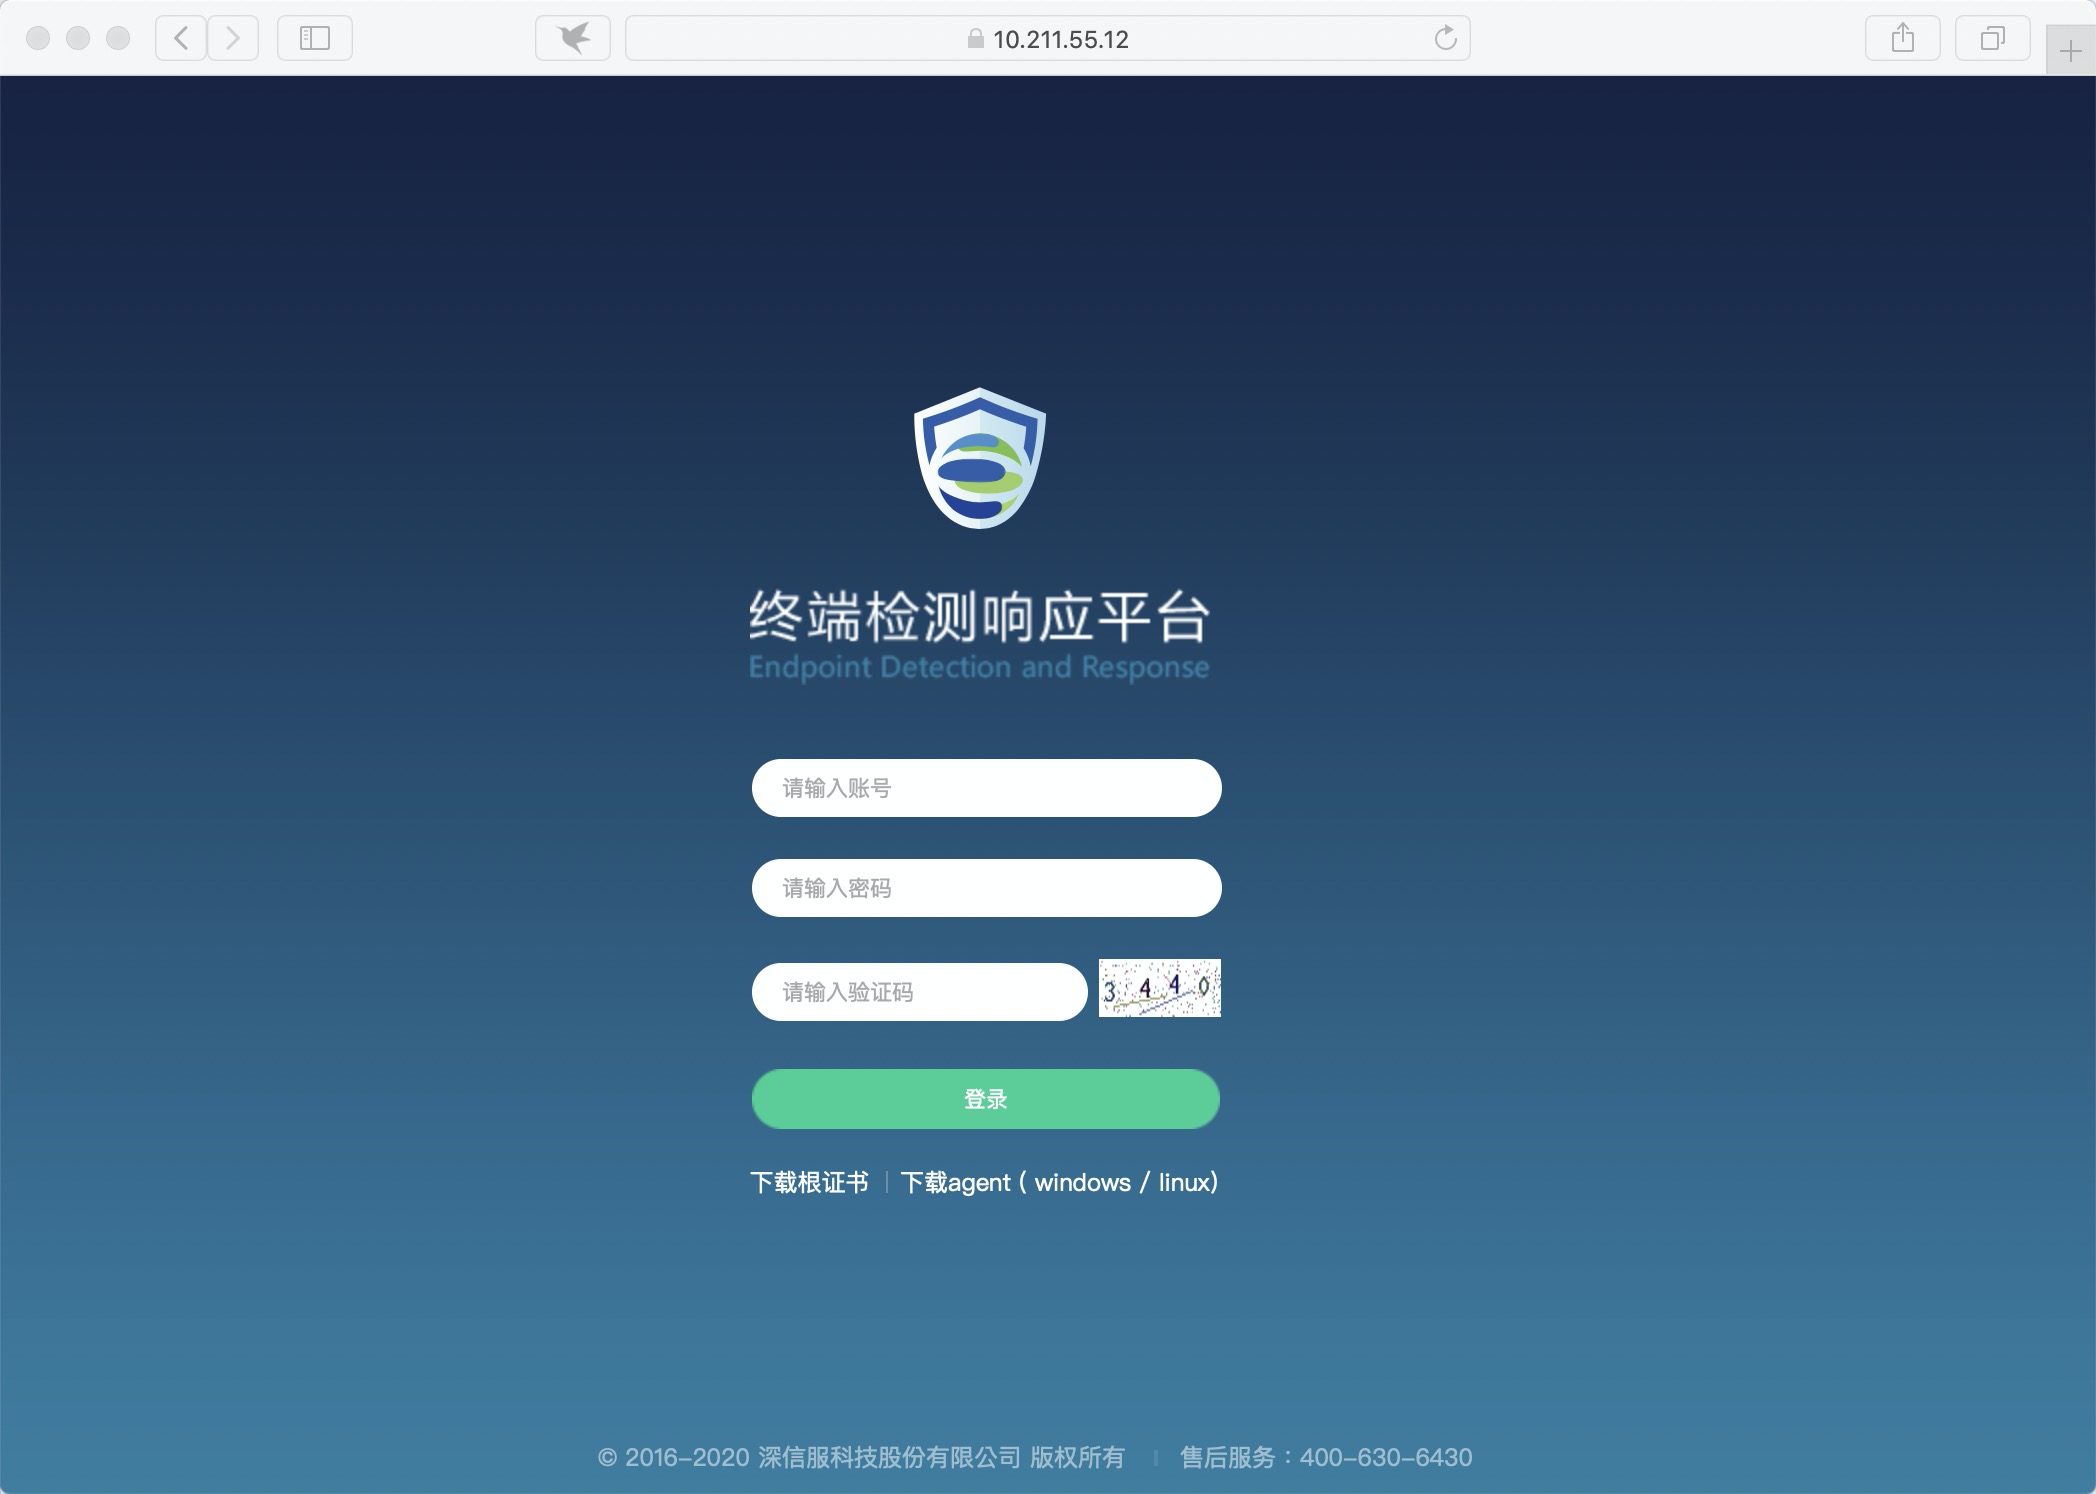 10.211.55.12
终端检测响应平台
Endpoint Detection and Response
请输入账号
请输入密码
请输入验证码
3 4 4 0
登录
下载根证书 | 下载agent ( windows / linux)
© 2016-2020 深信服科技股份有限公司 版权所有 | 售后服务：400-630-6430